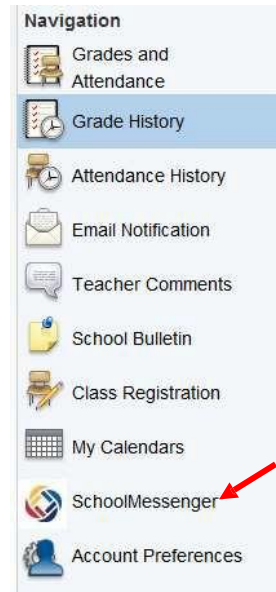 Navigation
Grades and
Attendance
Grade History
Attendance History
Email Notification
Teacher Comments
School Bulletin
Class Registration
My Calendars
SchoolMessenger
Account Preferences